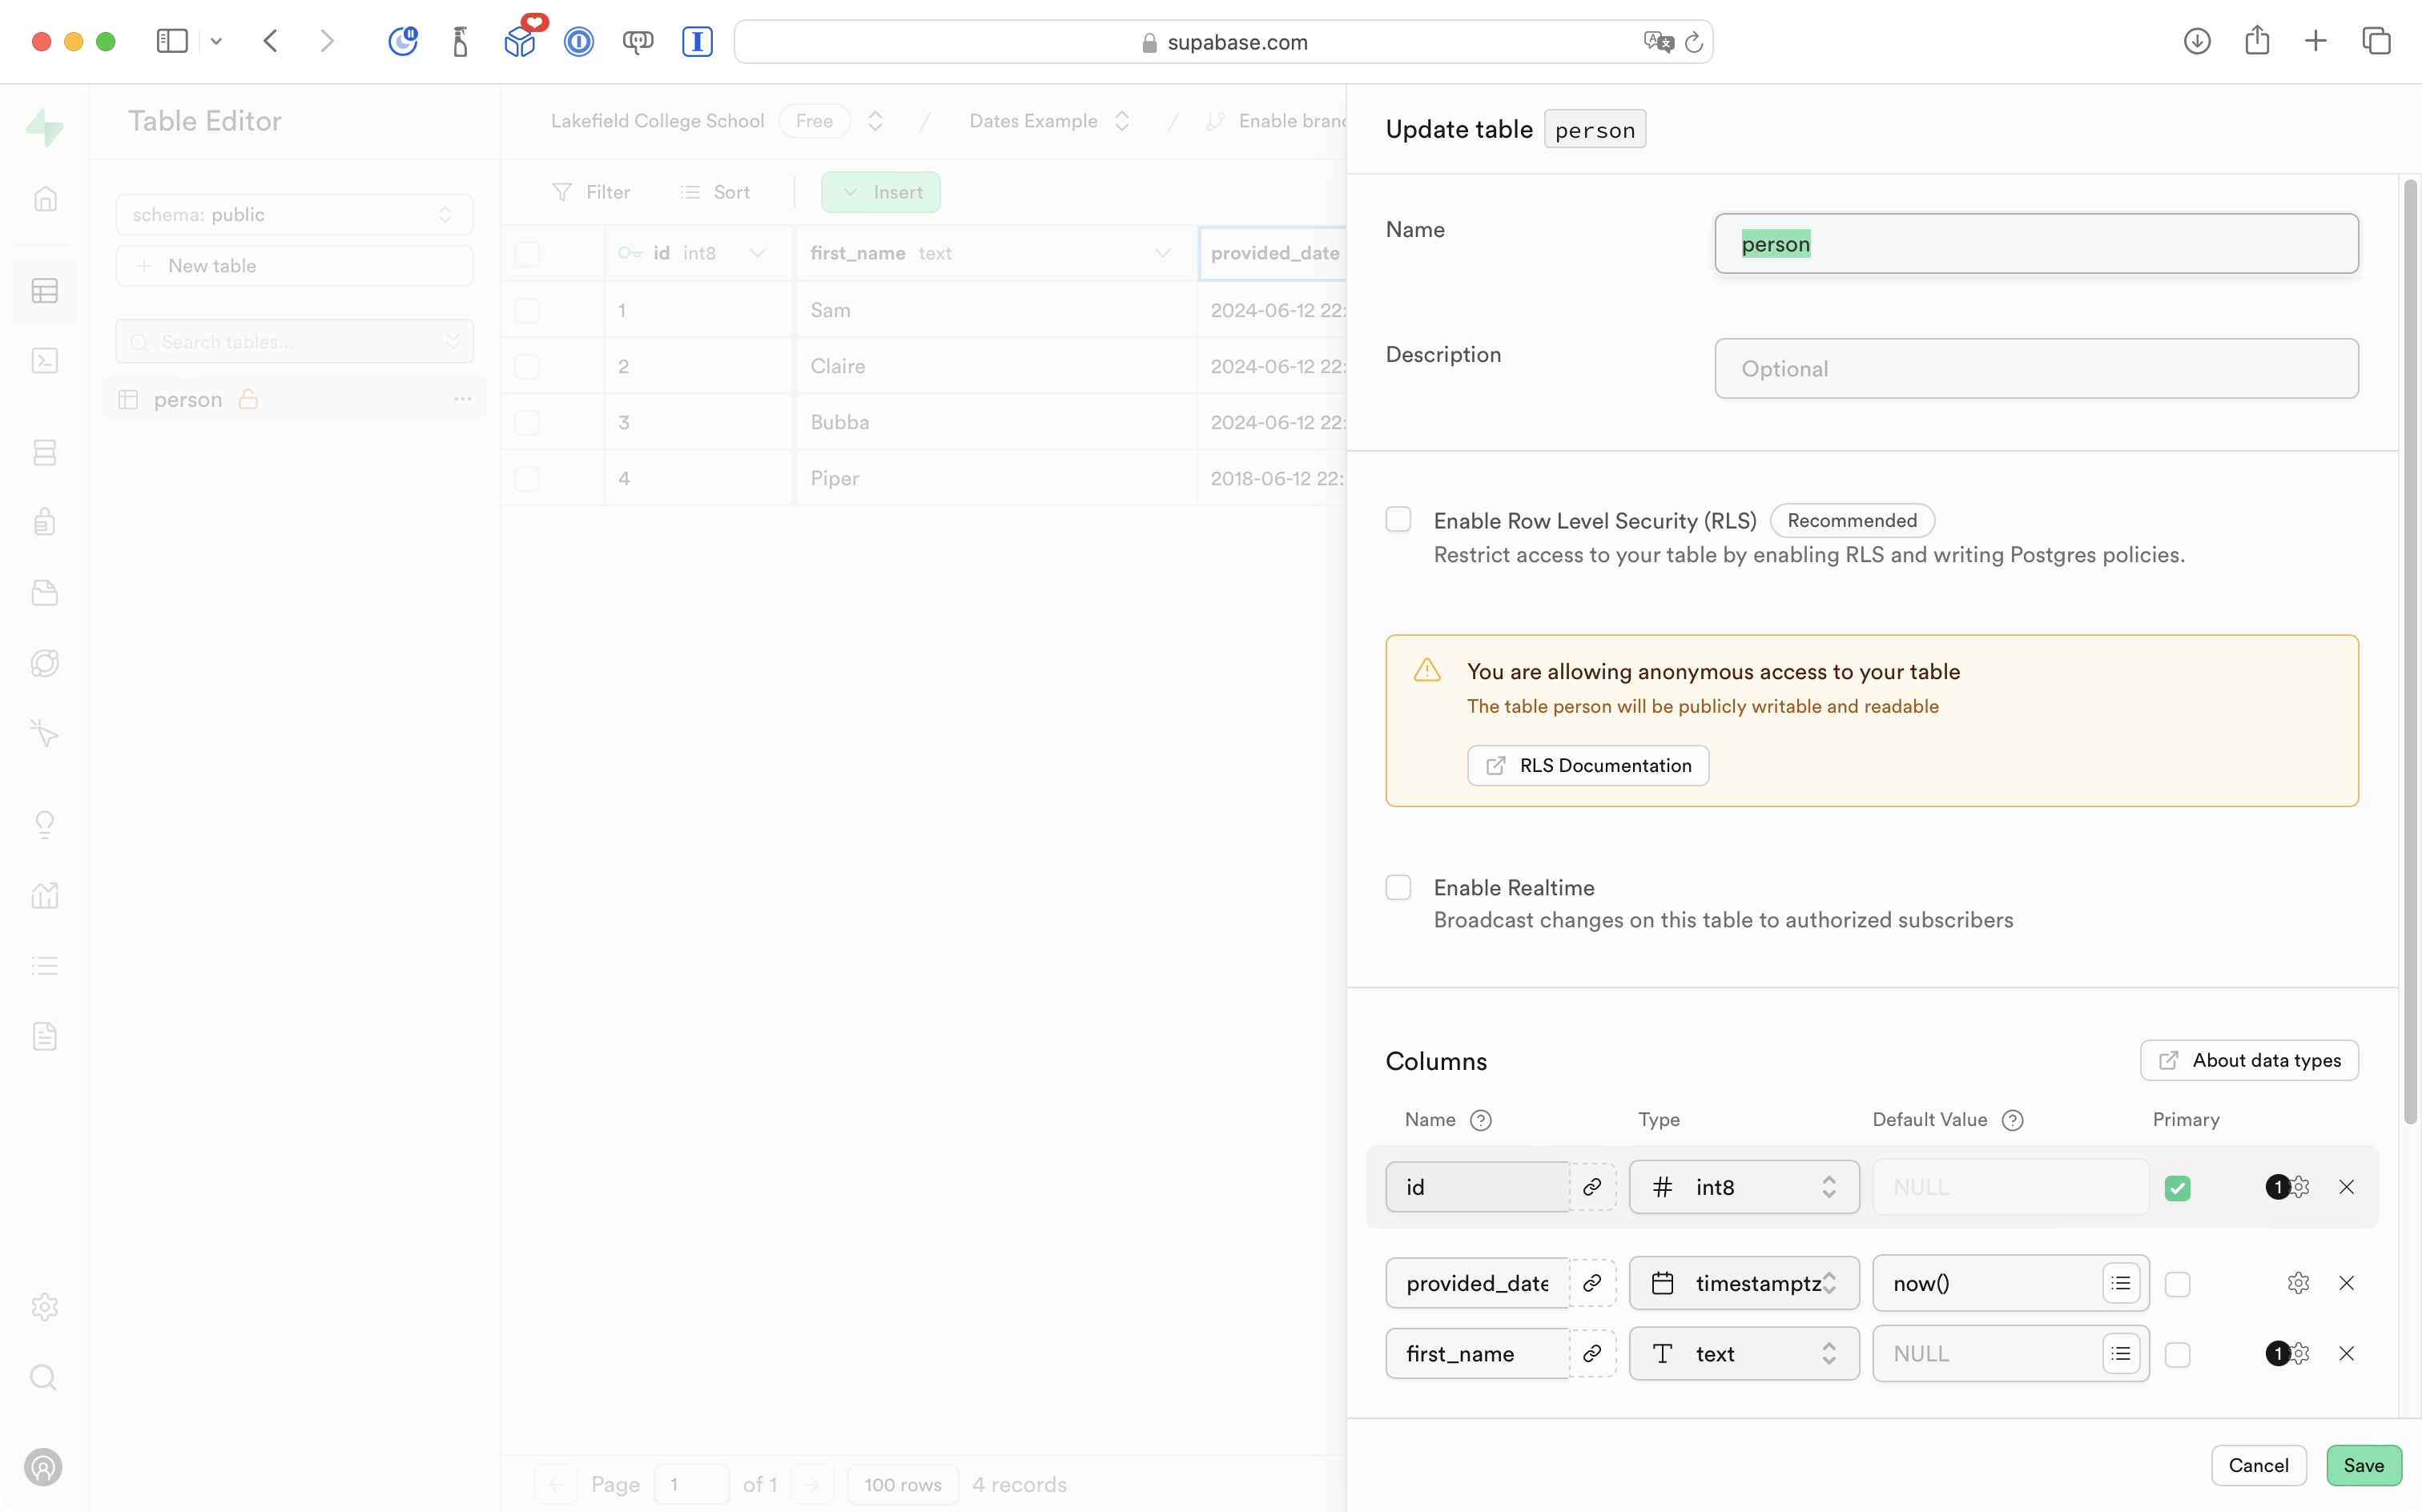 supabase.com
Table Editor
Lakefield College School Free / Dates Example /
schema: public
New table
Search tables...
person
Filter Sort Insert
id int8 first_name text provided_date
1 Sam 2024-06-12 22:
2 Claire 2024-06-12 22:
3 Bubba 2024-06-12 22:
4 Piper 2018-06-12 22:
Page 1 of 1 100 rows 4 records
Enable branc
Update table person
Name
person
Description
Optional
Enable Row Level Security (RLS) Recommended
Restrict access to your table by enabling RLS and writing Postgres policies.
You are allowing anonymous access to your table
The table person will be publicly writable and readable
RLS Documentation
Enable Realtime
Broadcast changes on this table to authorized subscribers
Columns
About data types
Name ? Type Default Value ? Primary
id # int8 NULL 1
provided_date timestamptz now()
first_name T text NULL 1
Cancel Save